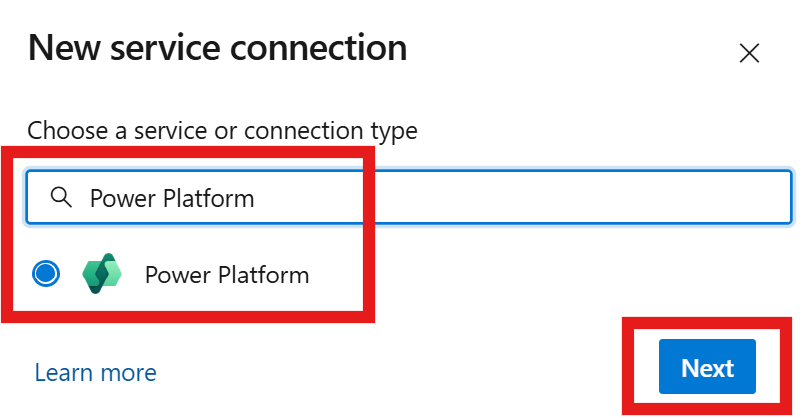 New service connection
Choose a service or connection type
Power Platform
Power Platform
Learn more
Next